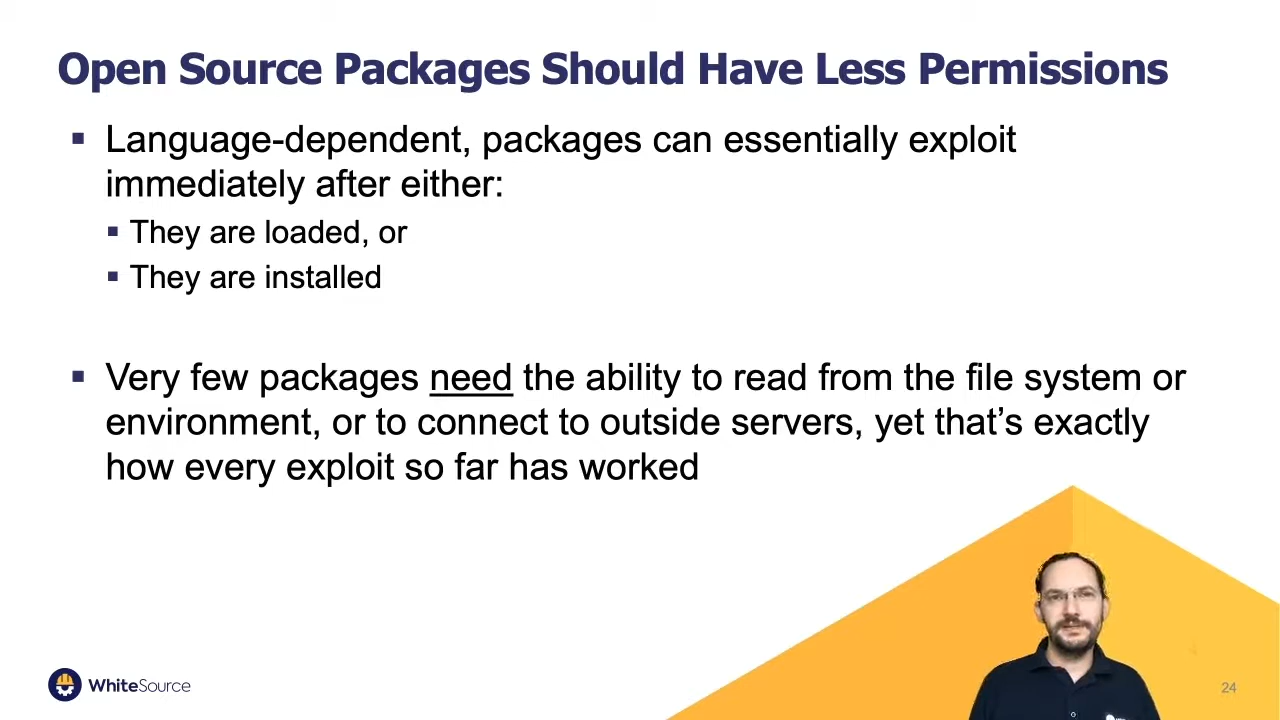 Open Source Packages Should Have Less Permissions
Language-dependent, packages can essentially exploit
immediately after either:
They are loaded, or
They are installed
Very few packages need the ability to read from the file system or
environment, or to connect to outside servers, yet that’s exactly
how every exploit so far has worked
WhiteSource
24